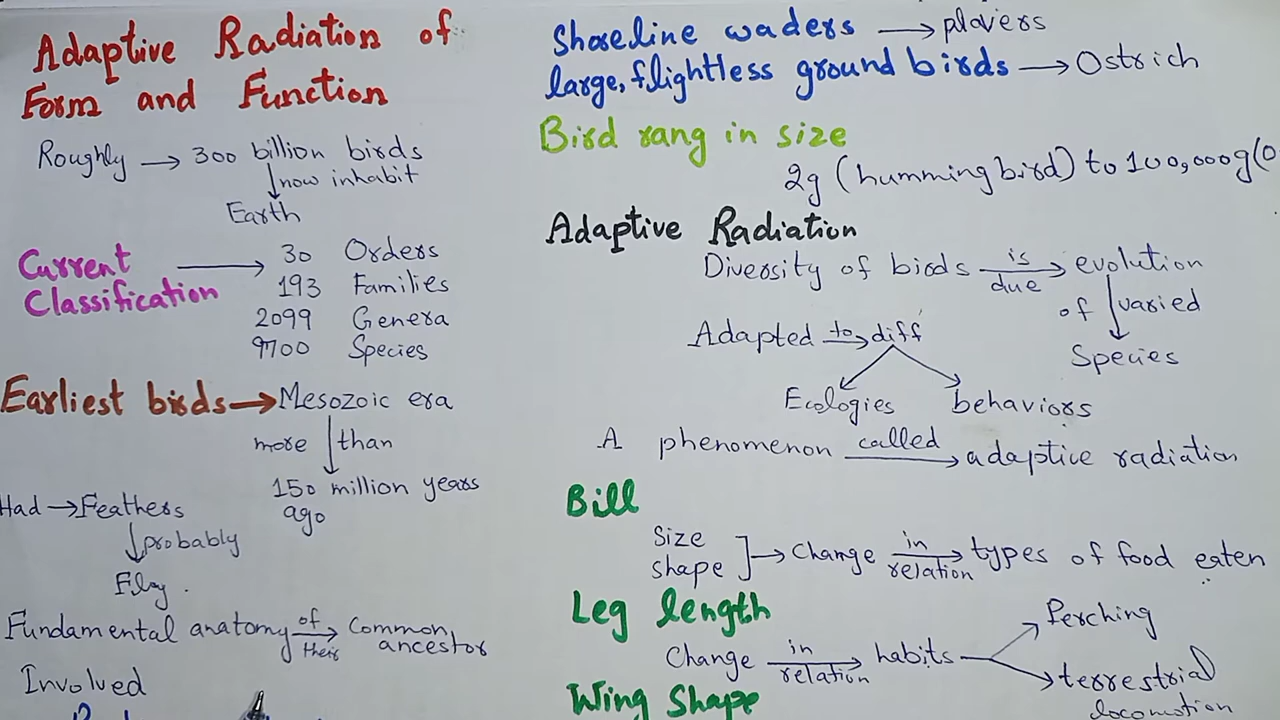 Adaptive Radiation of
Form and Function
Roughly → 300 billion birds
now inhabit
Earth
Current
Classification → 30 Orders
193 Families
2099 Genera
9700 Species
Earliest birds → Mesozoic era
more than
150 million years
ago
Had → Feathers
probably
Flay.
Fundamental anatomy of their → Common
ancestor
Involved
Shoreline waders → plovers
large, flightless ground birds → Ostrich
Bird rang in size
2g (humming bird) to 100,000g(O
Adaptive Radiation
Diversity of birds is due → evolution
of varied
Species
Adapted to → diff
Ecologies behaviors
A phenomenon called → adaptive radiation
Bill
Size
shape ] → Change in relation → types of food eaten
Leg length
Change in relation → habits → Perching
terrestrial
locomotion
Wing Shape